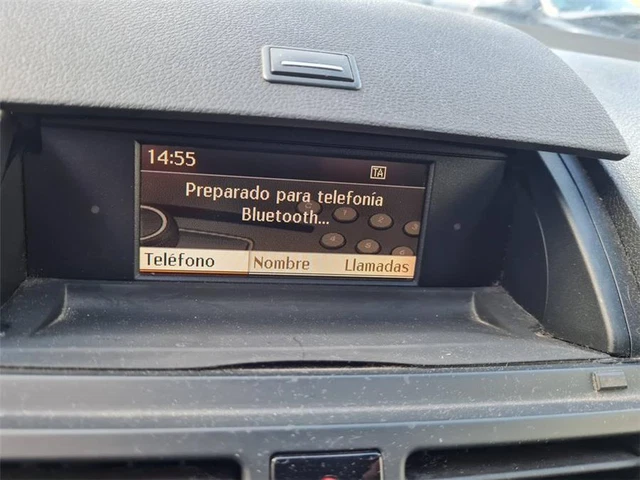 14:55
TA
Preparado para telefonía
Bluetooth...
Teléfono Nombre Llamadas